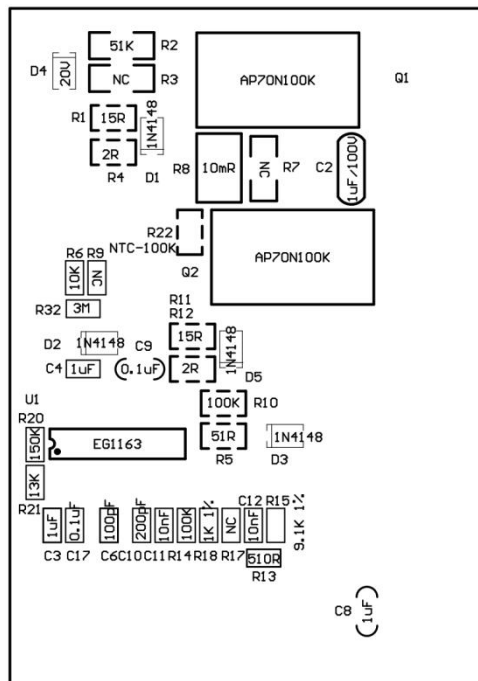 51K R2
D4 20V NC R3
AP70N100K Q1
R1 15R 1N4148
2R
R4 D1
R8 10mR NC R7 C2 1uF/100V
R22
NTC-100K
Q2 AP70N100K
R6 R9
10K NC
R32 3M
R11
R12
D2 1N4148 C9 15R 1N4148
C4 1uF 0.1uF 2R
D5
100K R10
U1
R20 150K EG1163 51R 1N4148
R5 D3
13K
R21
1uF 0.1uF 100pF 200pF 10nF 100K 1K 1% NC 10nF 9.1K 1%
C12 R15
C3 C17 C6 C10 C11 R14 R18 R17 510R
R13
C8 1uF